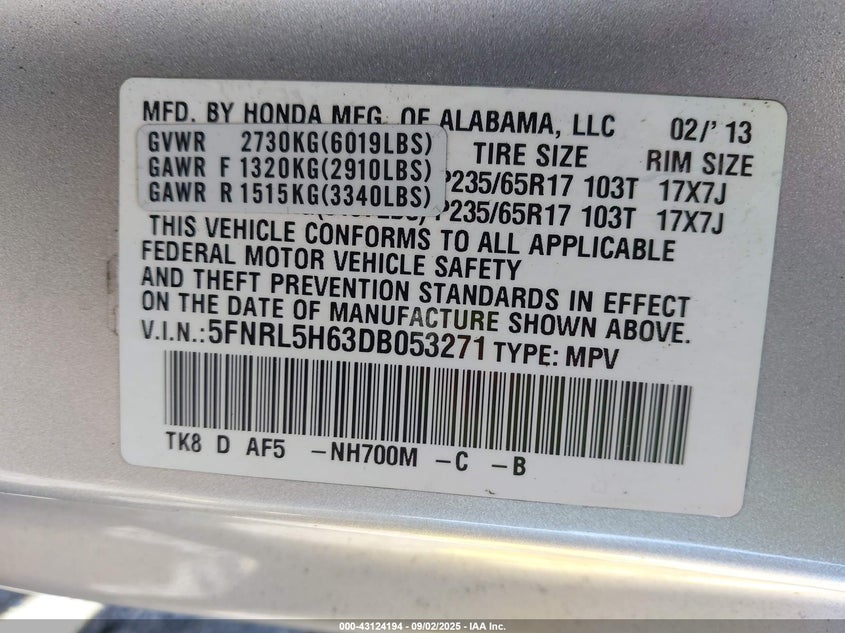 MFD. BY HONDA MFG. OF ALABAMA, LLC 02/' 13
GVWR 2730KG(6019LBS) TIRE SIZE RIM SIZE
GAWR F 1320KG(2910LBS) P235/65R17 103T 17X7J
GAWR R 1515KG(3340LBS) P235/65R17 103T 17X7J
THIS VEHICLE CONFORMS TO ALL APPLICABLE
FEDERAL MOTOR VEHICLE SAFETY
AND THEFT PREVENTION STANDARDS IN EFFECT
ON THE DATE OF MANUFACTURE SHOWN ABOVE.
V.I.N.:5FNRL5H63DB053271 TYPE: MPV
TK8 D AF5 -NH700M -C -B
000-43124194 - 09/02/2025 - IAA Inc.